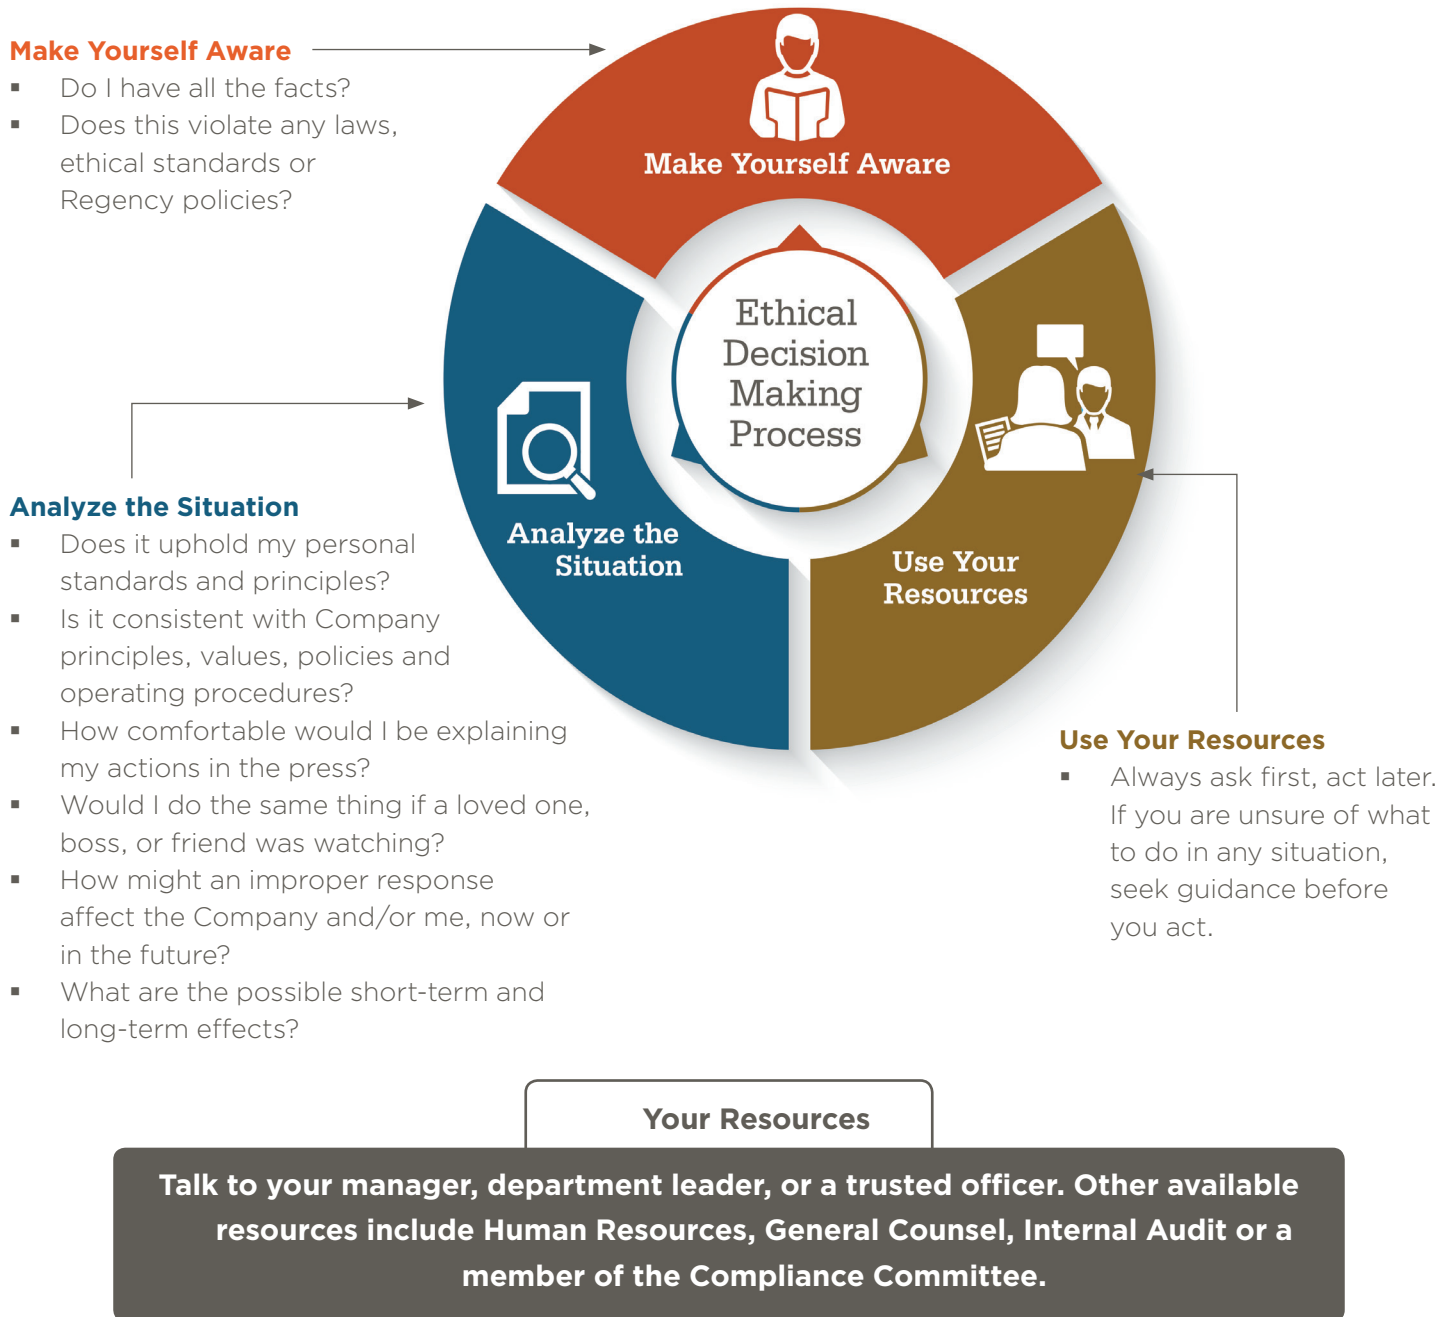 Make Yourself Aware
▪ Do I have all the facts?
▪ Does this violate any laws,
ethical standards or
Regency policies?
Make Yourself Aware
Ethical
Decision
Making
Process
Analyze the
Situation
Use Your
Resources
Analyze the Situation
▪ Does it uphold my personal
standards and principles?
▪ Is it consistent with Company
principles, values, policies and
operating procedures?
▪ How comfortable would I be explaining
my actions in the press?
▪ Would I do the same thing if a loved one,
boss, or friend was watching?
▪ How might an improper response
affect the Company and/or me, now or
in the future?
▪ What are the possible short-term and
long-term effects?
Use Your Resources
▪ Always ask first, act later.
If you are unsure of what
to do in any situation,
seek guidance before
you act.
Your Resources
Talk to your manager, department leader, or a trusted officer. Other available
resources include Human Resources, General Counsel, Internal Audit or a
member of the Compliance Committee.